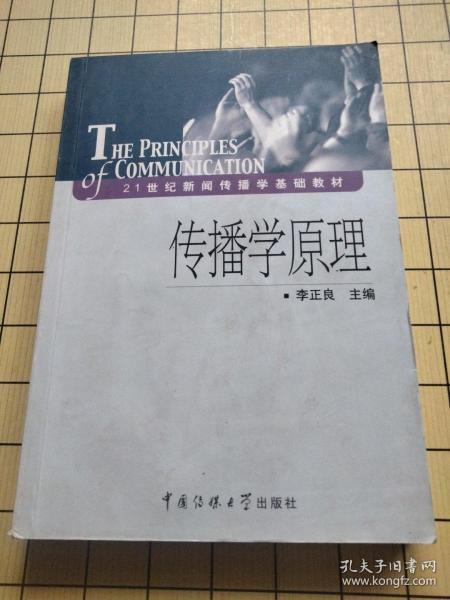 THE PRINCIPLES
of COMMUNICATION
21世纪新闻传播学基础教材
传播学原理
▪ 李正良 主编
中国传媒大学出版社
孔夫子旧书网
www.kongfz.com